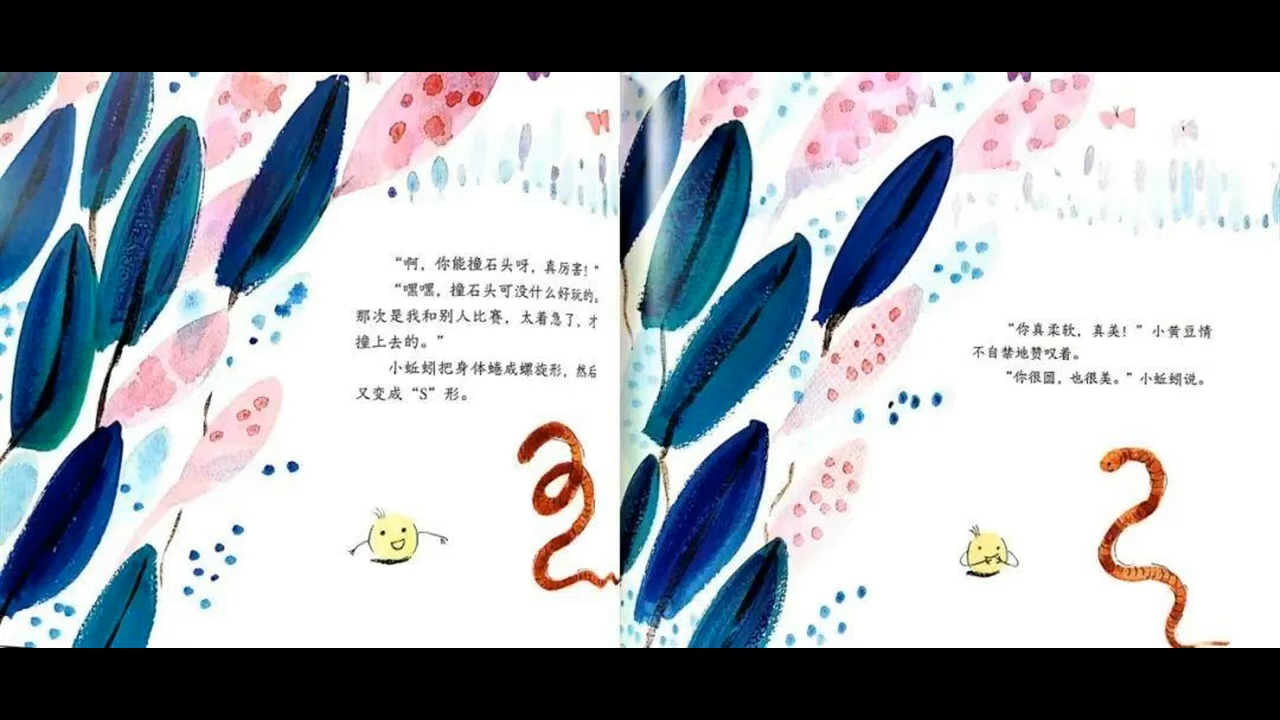 “啊，你能撞石头呀，真厉害！”
“嘿嘿，撞石头可没什么好玩的。
那次是我和别人比赛，太着急了，才
撞上去的。”
小蚯蚓把身体蜷成螺旋形，然后
又变成“S”形。
“你真柔软，真美！”小黄豆情
不自禁地赞叹着。
“你很圆，也很美。”小蚯蚓说。